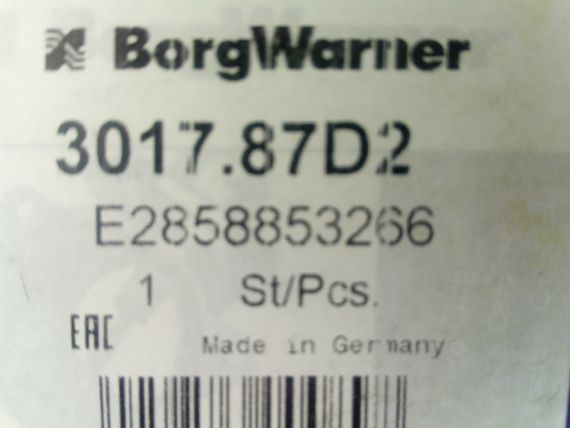 BorgWarner
3017.87D2
E2858853266
1 St/Pcs.
EAC
Made in Germany